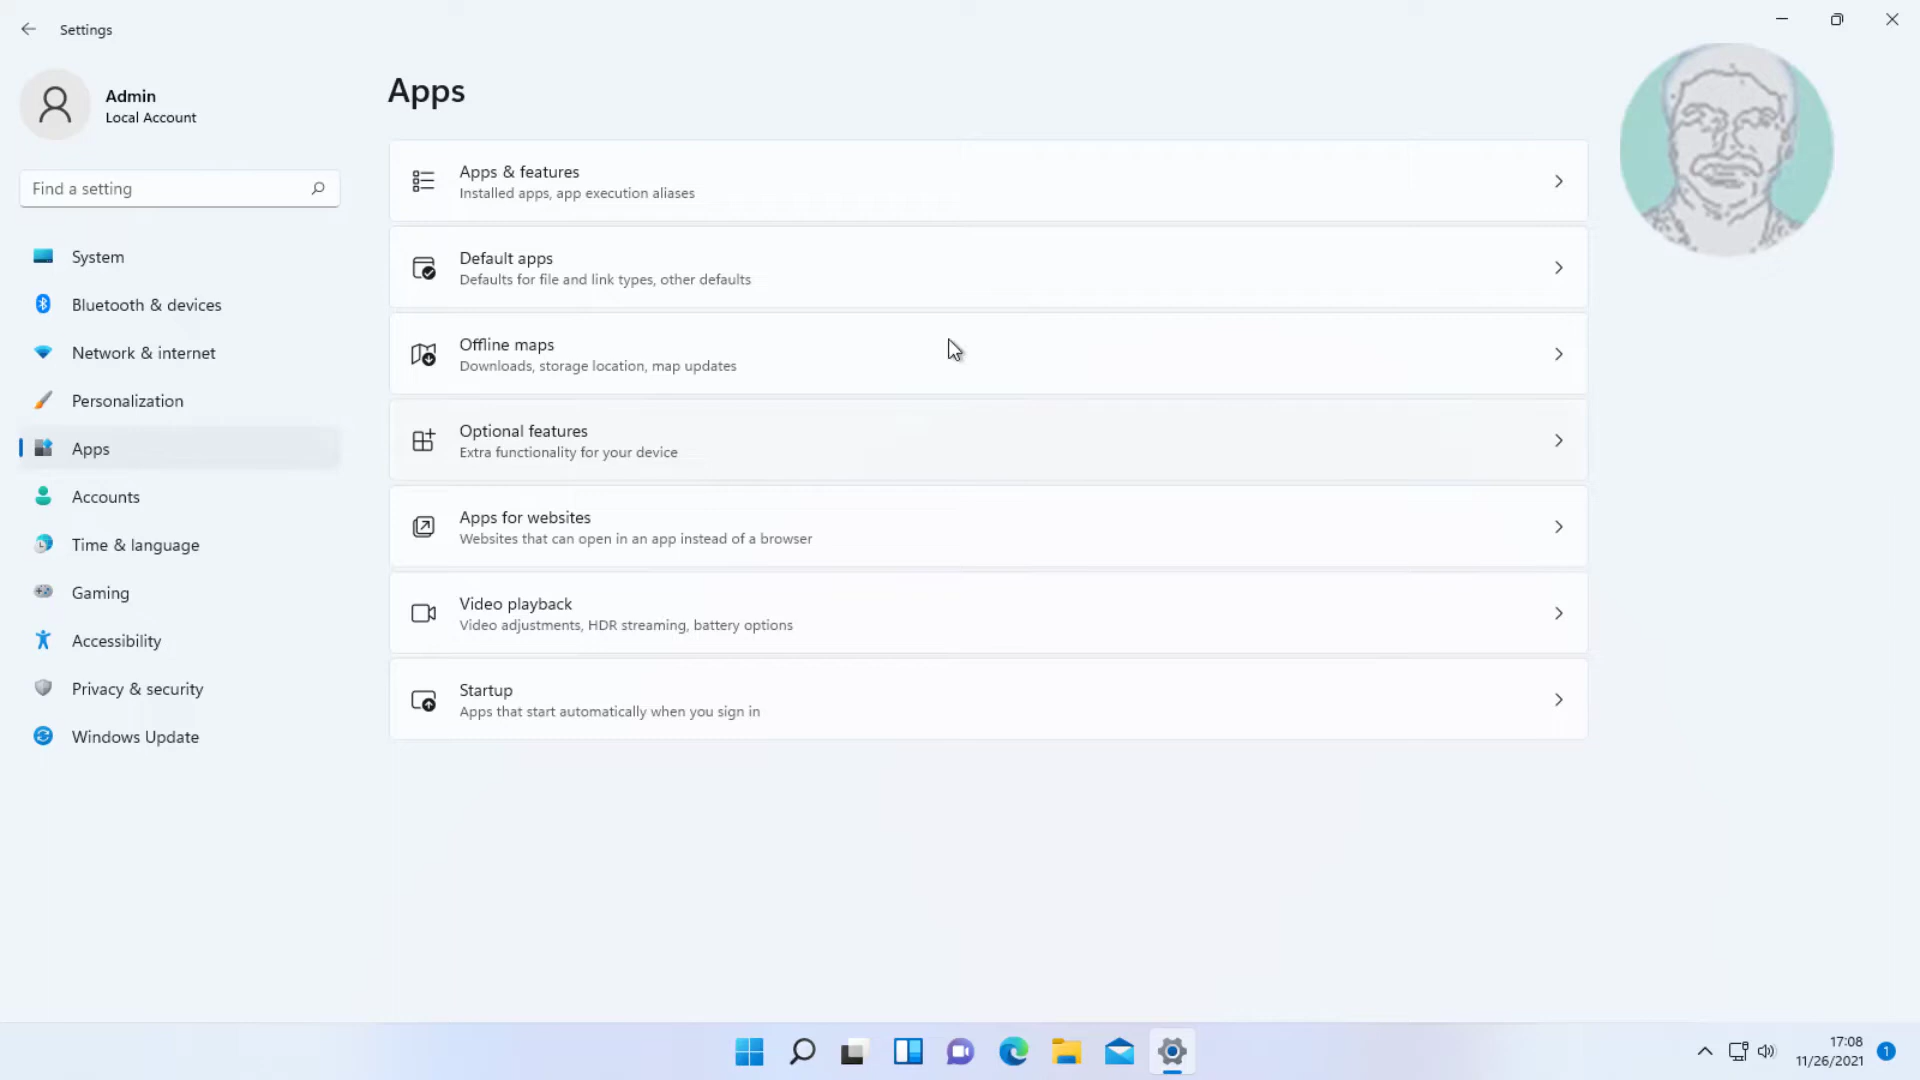 Settings
Admin
Local Account
Find a setting
System
Bluetooth & devices
Network & internet
Personalization
Apps
Accounts
Time & language
Gaming
Accessibility
Privacy & security
Windows Update
Apps
Apps & features
Installed apps, app execution aliases
Default apps
Defaults for file and link types, other defaults
Offline maps
Downloads, storage location, map updates
Optional features
Extra functionality for your device
Apps for websites
Websites that can open in an app instead of a browser
Video playback
Video adjustments, HDR streaming, battery options
Startup
Apps that start automatically when you sign in
17:08
11/26/2021
1